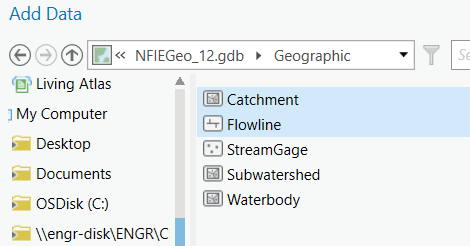 Add Data
« NFIEGeo_12.gdb Geographic Se
Living Atlas
My Computer
Desktop
Documents
OSDisk (C:)
\\engr-disk\ENGR\C
Catchment
Flowline
StreamGage
Subwatershed
Waterbody